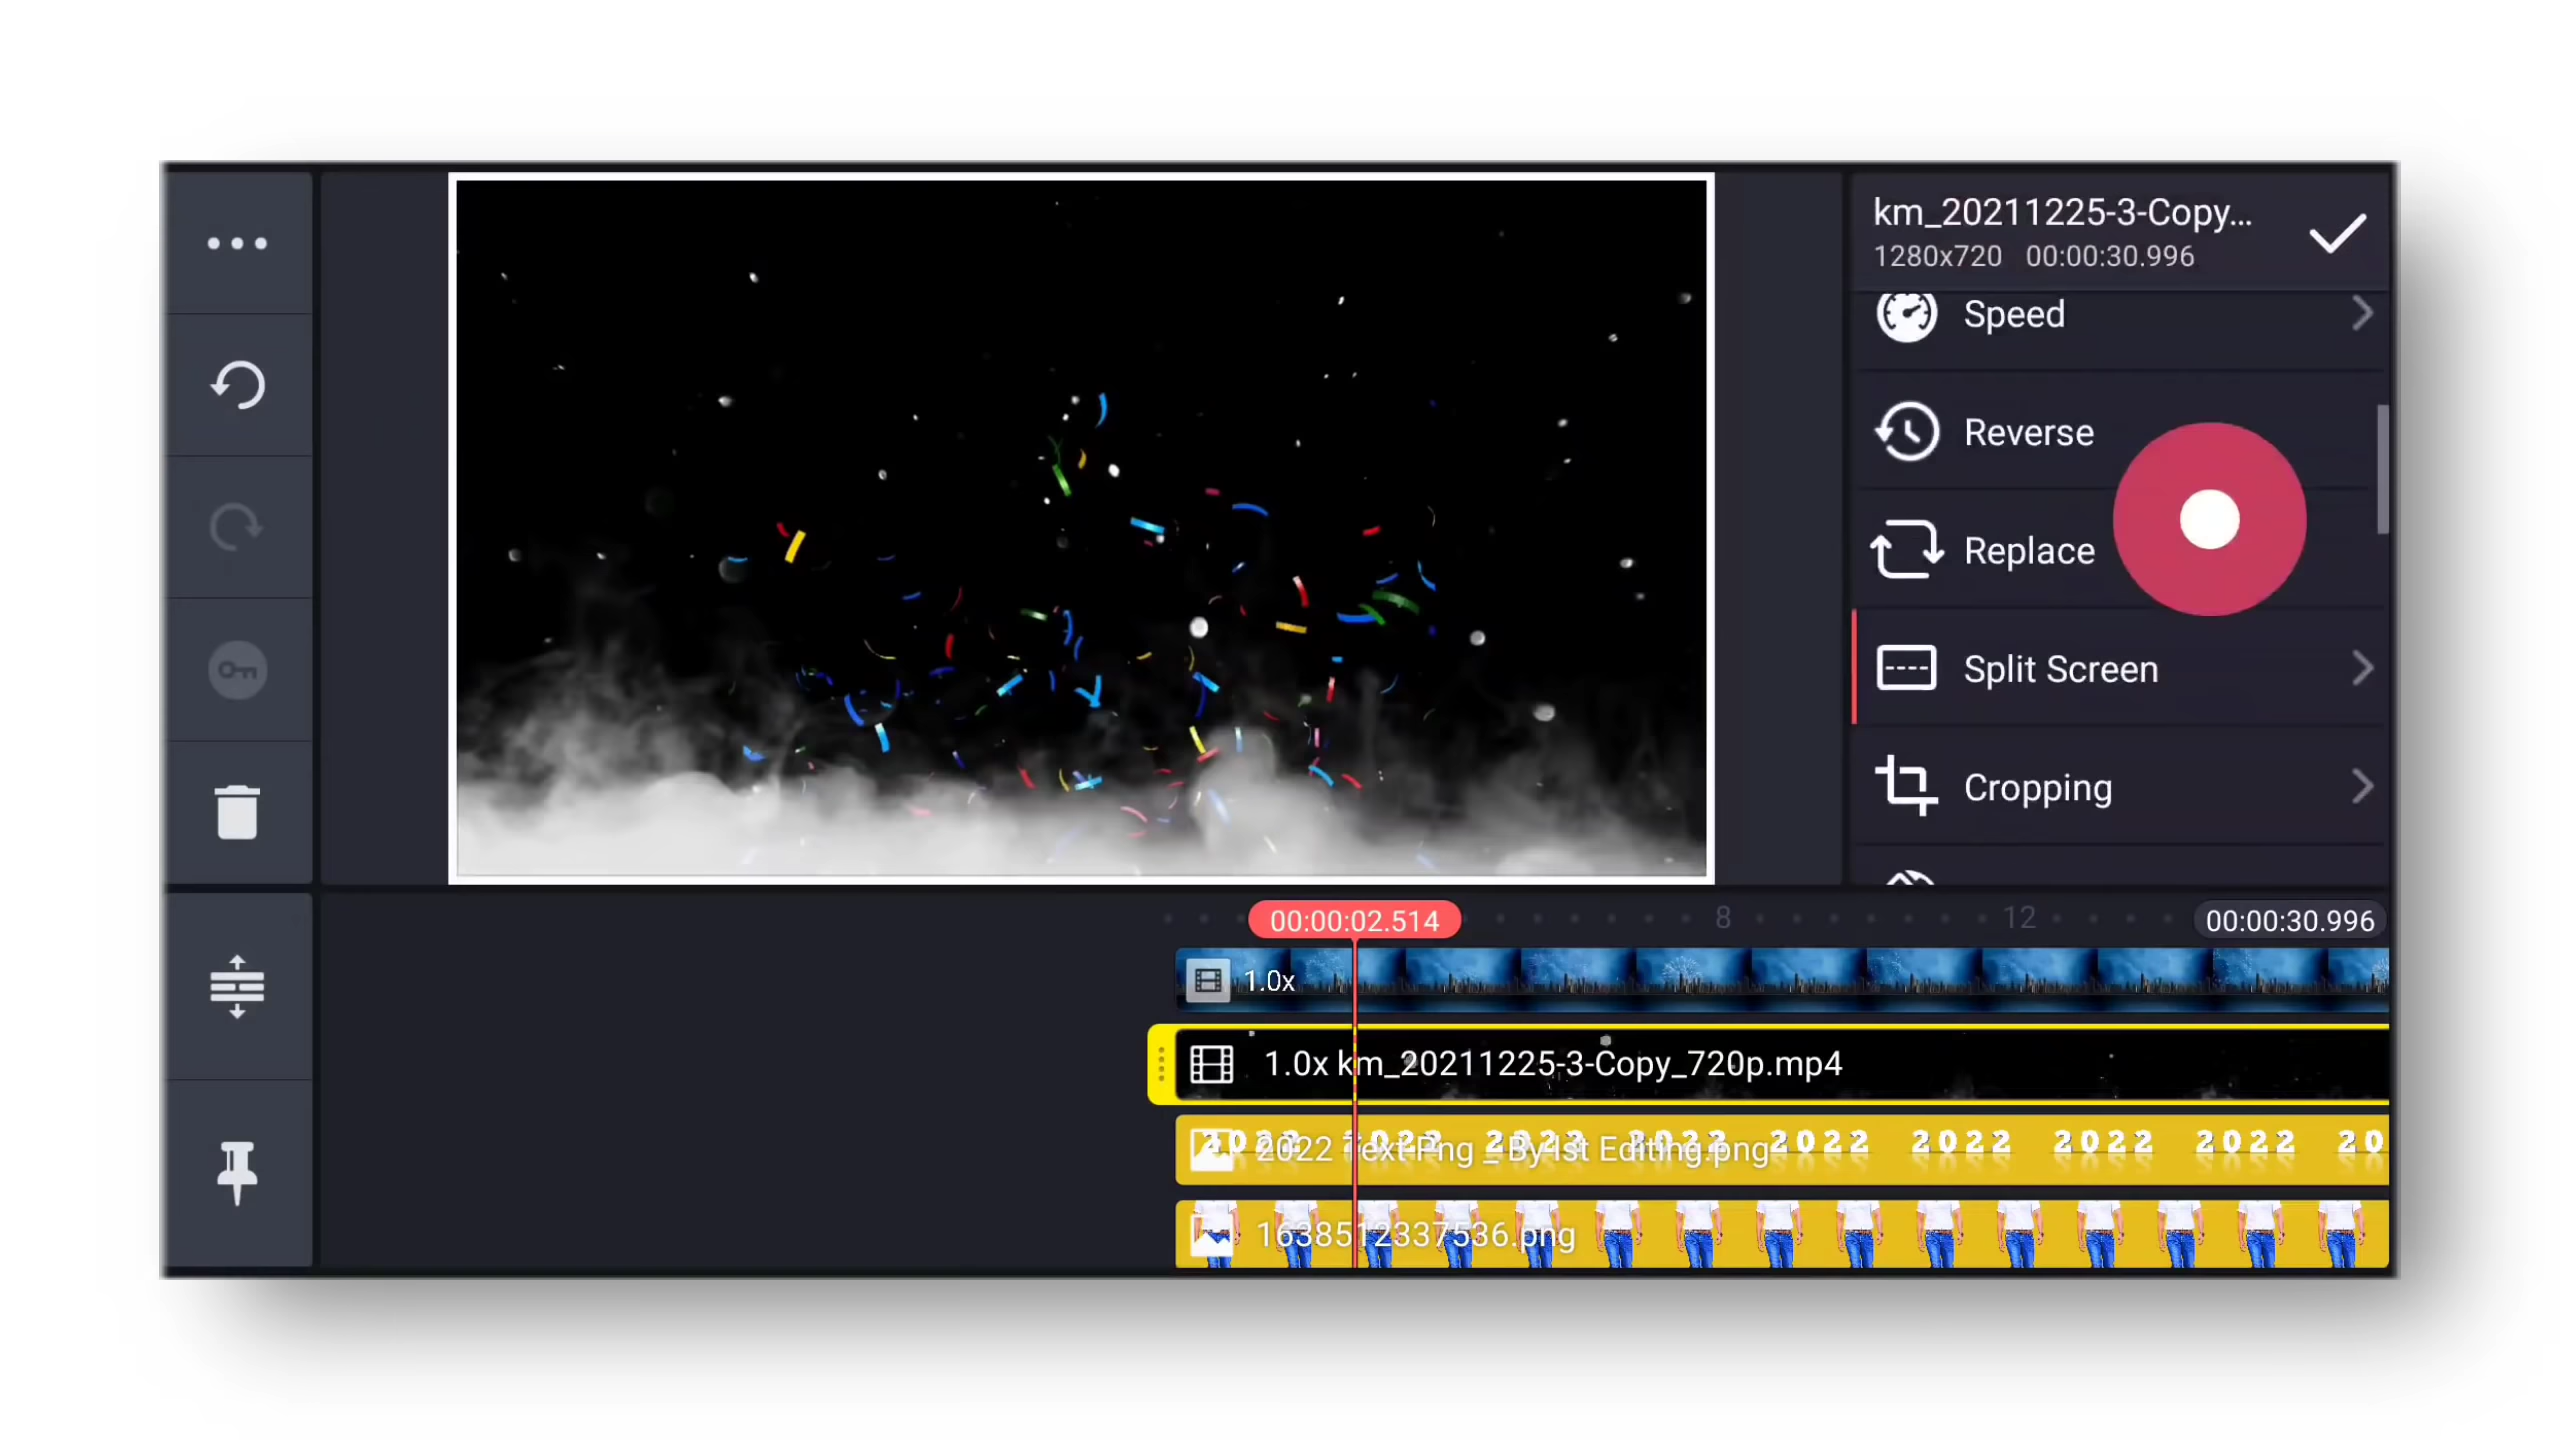 km_20211225-3-Copy...
1280x720 00:00:30.996
Speed
Reverse
Replace
Split Screen
Cropping
00:00:02.514
8
12
00:00:30.996
1.0x
1.0x km_20211225-3-Copy_720p.mp4
2022 2022 2022 2022 2022 2022 2022 2022 20
2022 Text Png _ By Ist Editing.png
1638512337536.png